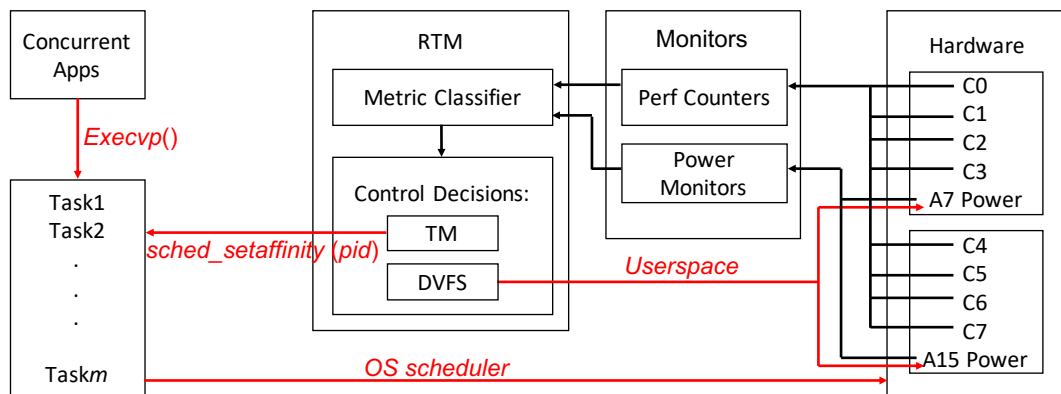 Concurrent
Apps
Execvp()
Task1
Task2
.
.
.
Taskm
RTM
Metric Classifier
Control Decisions:
TM
DVFS
sched_setaffinity (pid)
Userspace
OS scheduler
Monitors
Perf Counters
Power
Monitors
Hardware
C0
C1
C2
C3
A7 Power
C4
C5
C6
C7
A15 Power